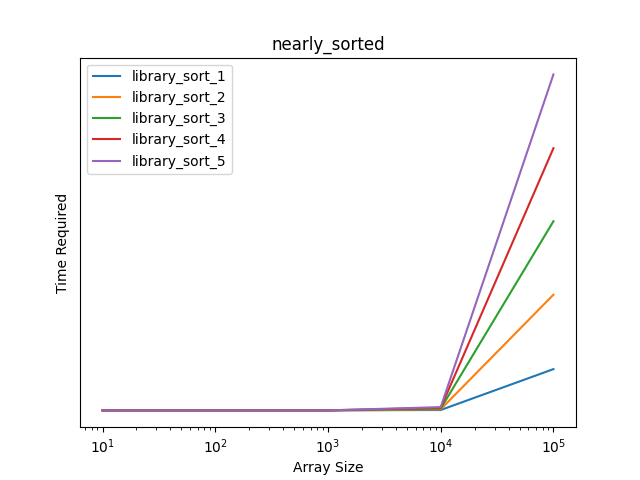 nearly_sorted
library_sort_1
library_sort_2
library_sort_3
library_sort_4
library_sort_5
Time Required
10¹ 10² 10³ 10⁴ 10⁵
Array Size